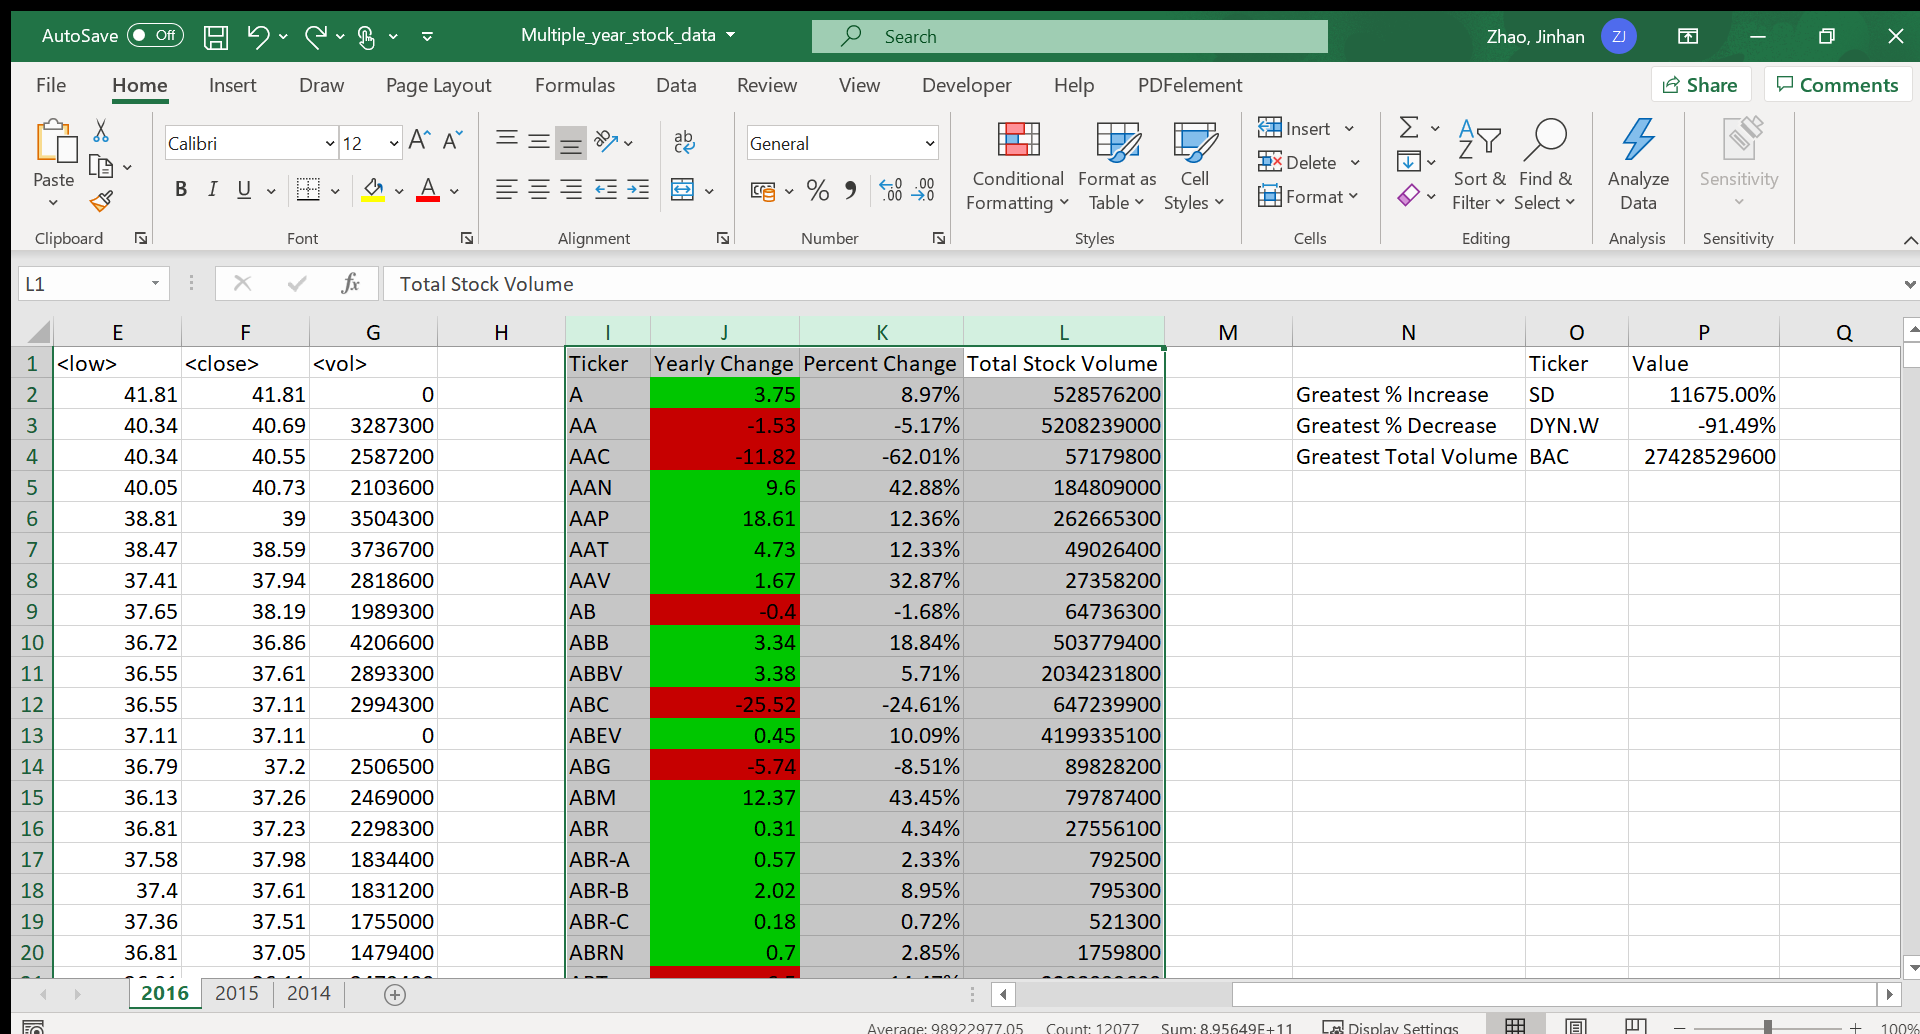 AutoSave Off Multiple_year_stock_data Search Zhao, Jinhan ZJ
File Home Insert Draw Page Layout Formulas Data Review View Developer Help PDFelement Share Comments
Paste
Clipboard
Calibri 12
B I U A
Font
ab
Alignment
General
% 9
Number
Conditional Formatting
Format as Table
Cell Styles
Styles
Insert
Delete
Format
Cells
Sort & Filter
Find & Select
Editing
Analyze Data
Analysis
Sensitivity
Sensitivity
L1 fx Total Stock Volume
E F G H I J K L M N O P Q
1 <low> <close> <vol> Ticker Yearly Change Percent Change Total Stock Volume Ticker Value
2 41.81 41.81 0 A 3.75 8.97% 528576200 Greatest % Increase SD 11675.00%
3 40.34 40.69 3287300 AA -1.53 -5.17% 5208239000 Greatest % Decrease DYN.W -91.49%
4 40.34 40.55 2587200 AAC -11.82 -62.01% 57179800 Greatest Total Volume BAC 27428529600
5 40.05 40.73 2103600 AAN 9.6 42.88% 184809000
6 38.81 39 3504300 AAP 18.61 12.36% 262665300
7 38.47 38.59 3736700 AAT 4.73 12.33% 49026400
8 37.41 37.94 2818600 AAV 1.67 32.87% 27358200
9 37.65 38.19 1989300 AB -0.4 -1.68% 64736300
10 36.72 36.86 4206600 ABB 3.34 18.84% 503779400
11 36.55 37.61 2893300 ABBV 3.38 5.71% 2034231800
12 36.55 37.11 2994300 ABC -25.52 -24.61% 647239900
13 37.11 37.11 0 ABEV 0.45 10.09% 4199335100
14 36.79 37.2 2506500 ABG -5.74 -8.51% 89828200
15 36.13 37.26 2469000 ABM 12.37 43.45% 79787400
16 36.81 37.23 2298300 ABR 0.31 4.34% 27556100
17 37.58 37.98 1834400 ABR-A 0.57 2.33% 792500
18 37.4 37.61 1831200 ABR-B 2.02 8.95% 795300
19 37.36 37.51 1755000 ABR-C 0.18 0.72% 521300
20 36.81 37.05 1479400 ABRN 0.7 2.85% 1759800
2016 2015 2014
Average: 98922977.05 Count: 12077 Sum: 8.95649E+11 Display Settings 100%